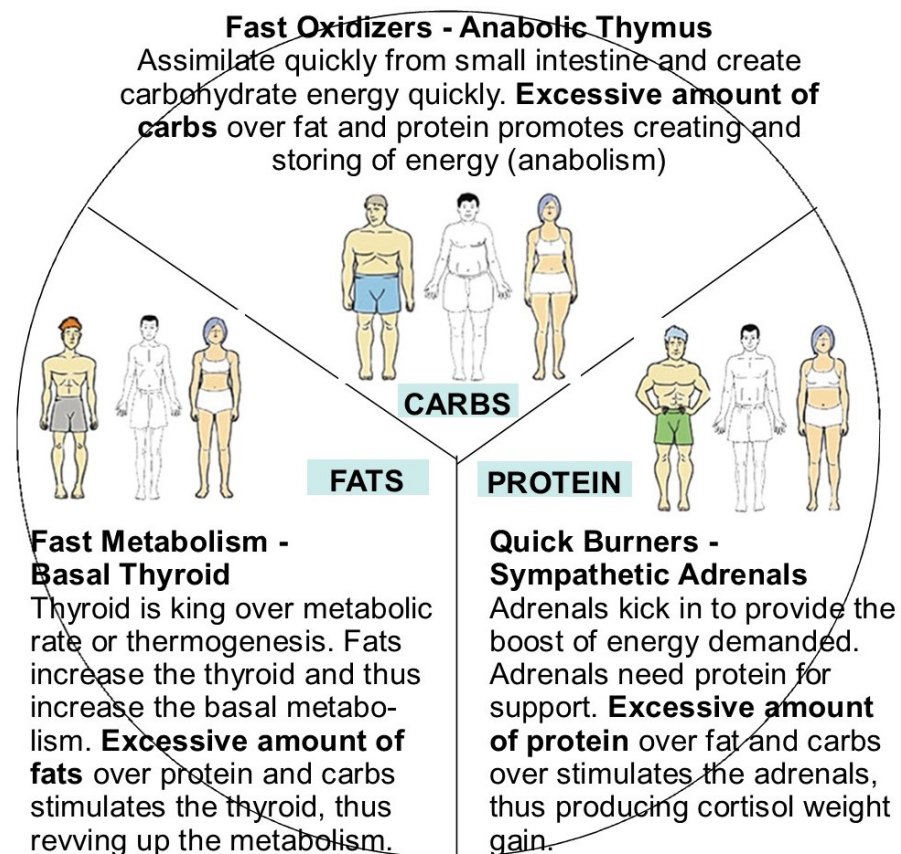 Fast Oxidizers - Anabolic Thymus
Assimilate quickly from small intestine and create
carbohydrate energy quickly. Excessive amount of
carbs over fat and protein promotes creating and
storing of energy (anabolism)
CARBS
FATS
PROTEIN
Fast Metabolism -
Basal Thyroid
Thyroid is king over metabolic
rate or thermogenesis. Fats
increase the thyroid and thus
increase the basal metabo-
lism. Excessive amount of
fats over protein and carbs
stimulates the thyroid, thus
revving up the metabolism.
Quick Burners -
Sympathetic Adrenals
Adrenals kick in to provide the
boost of energy demanded.
Adrenals need protein for
support. Excessive amount
of protein over fat and carbs
over stimulates the adrenals,
thus producing cortisol weight
gain.